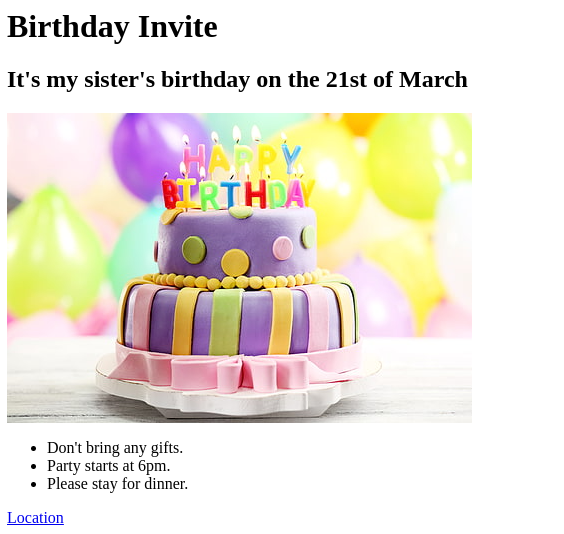 Birthday Invite
It's my sister's birthday on the 21st of March
HAPPY
BIRTHDAY
Don't bring any gifts.
Party starts at 6pm.
Please stay for dinner.
Location